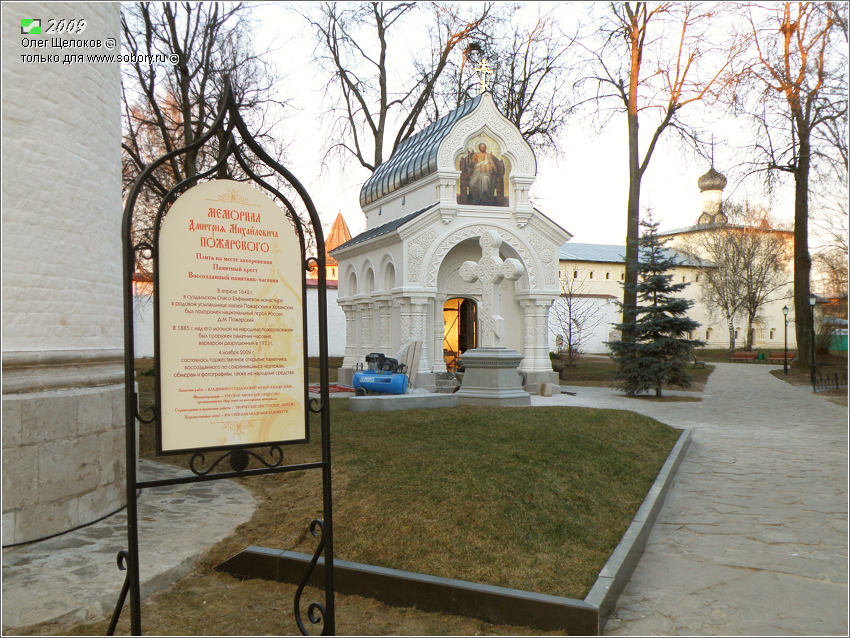 2009
Олег Щёлоков ©
только для www.sobory.ru ©
МЕМОРИАЛ
Дмитрия Михайловича
ПОЖАРСКОГО
Плита на месте захоронения
Памятный крест
Воссозданный памятник-часовня
В апреле 1642 г.
в суздальском Спасо-Евфимиевом монастыре
в родовой усыпальнице князей Пожарских и Хованских
был похоронен национальный герой России
Д.М. Пожарский
В 1885 г. над его могилой на народные пожертвования
был сооружен памятник-часовня,
варварски разрушенный в 1933 г.
4 ноября 2009 г.
состоялось торжественное открытие памятника,
воссозданного по сохранившимся чертежам,
обмерам и фотографиям, также на народные средства